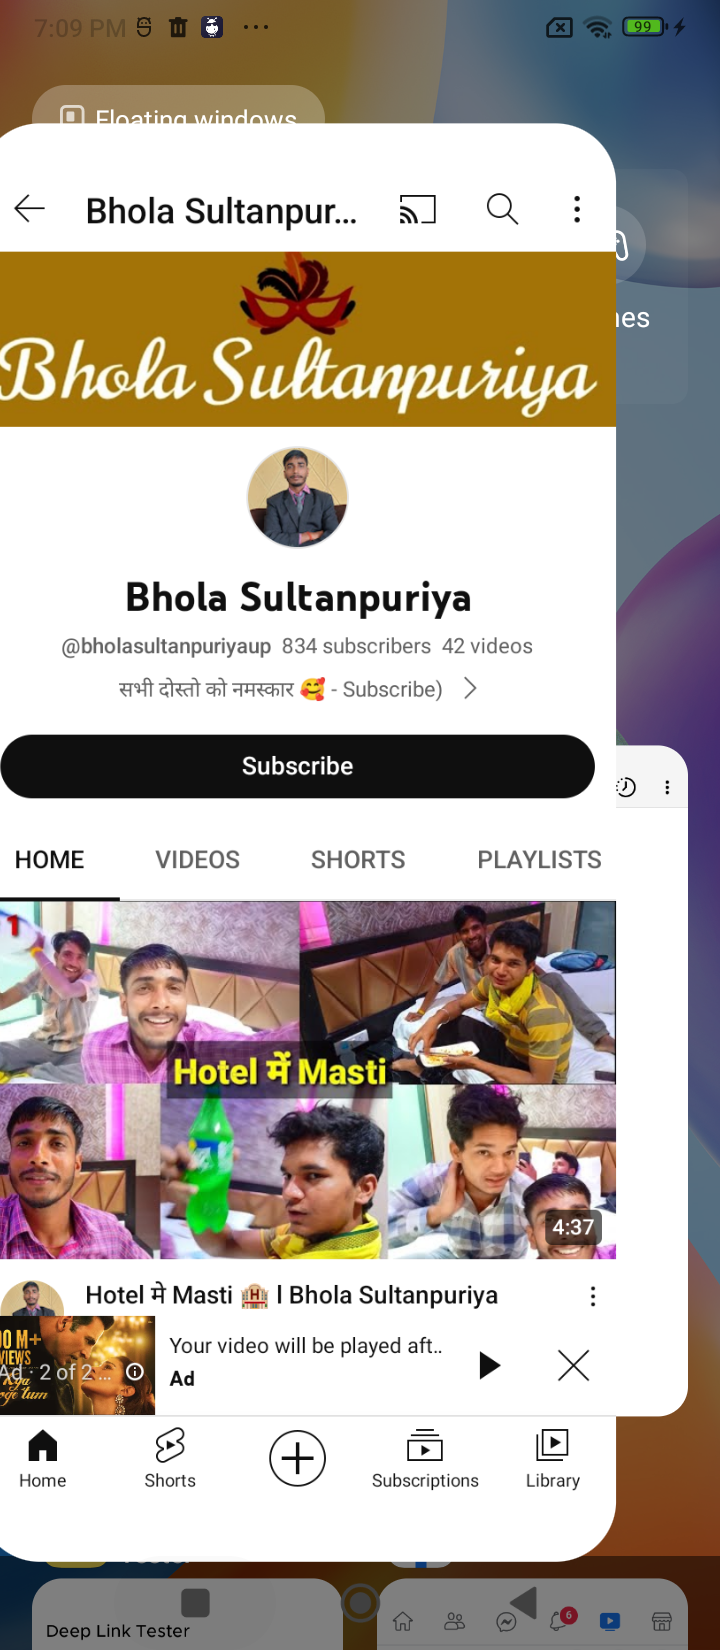 7:09 PM
99
Floating windows
Bhola Sultanpur...
Bhola Sultanpuriya
Bhola Sultanpuriya
@bholasultanpuriyaup 834 subscribers 42 videos
सभी दोस्तो को नमस्कार 🥰 - Subscribe)
Subscribe
HOME VIDEOS SHORTS PLAYLISTS
1
Hotel में Masti
4:37
Hotel मे Masti 🏨 l Bhola Sultanpuriya
Your video will be played aft..
Ad
Ad · 2 of 2 ...
M+
Home
Shorts
Subscriptions
Library
Deep Link Tester
6